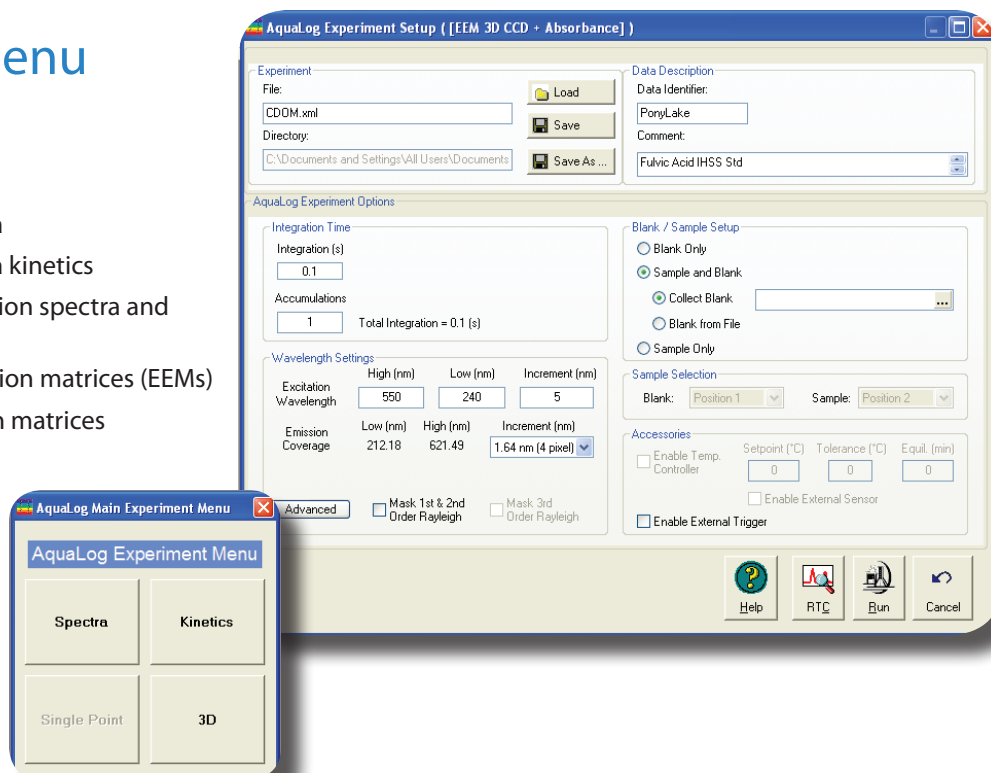 enu
kinetics
ion spectra and
ion matrices (EEMs)
matrices
AquaLog Experiment Setup ( [EEM 3D CCD + Absorbance] )
Experiment
File:
CDOM.xml
Load
Save
Directory:
C:\Documents and Settings\All Users\Documents
Save As ...
Data Description
Data Identifier:
PonyLake
Comment:
Fulvic Acid IHSS Std
AquaLog Experiment Options
Integration Time
Integration (s)
0.1
Accumulations
1 Total Integration = 0.1 (s)
Wavelength Settings
High (nm) Low (nm) Increment (nm)
Excitation Wavelength 550 240 5
Low (nm) High (nm) Increment (nm)
Emission Coverage 212.18 621.49 1.64 nm (4 pixel)
Advanced
Mask 1st & 2nd Order Rayleigh
Mask 3rd Order Rayleigh
Blank / Sample Setup
Blank Only
Sample and Blank
Collect Blank ...
Blank from File
Sample Only
Sample Selection
Blank: Position 1 Sample: Position 2
Accessories
Enable Temp. Controller
Setpoint (°C) Tolerance (°C) Equil. (min)
0 0 0
Enable External Sensor
Enable External Trigger
Help
RTC
Run
Cancel
AquaLog Main Experiment Menu
AquaLog Experiment Menu
Spectra
Kinetics
Single Point
3D